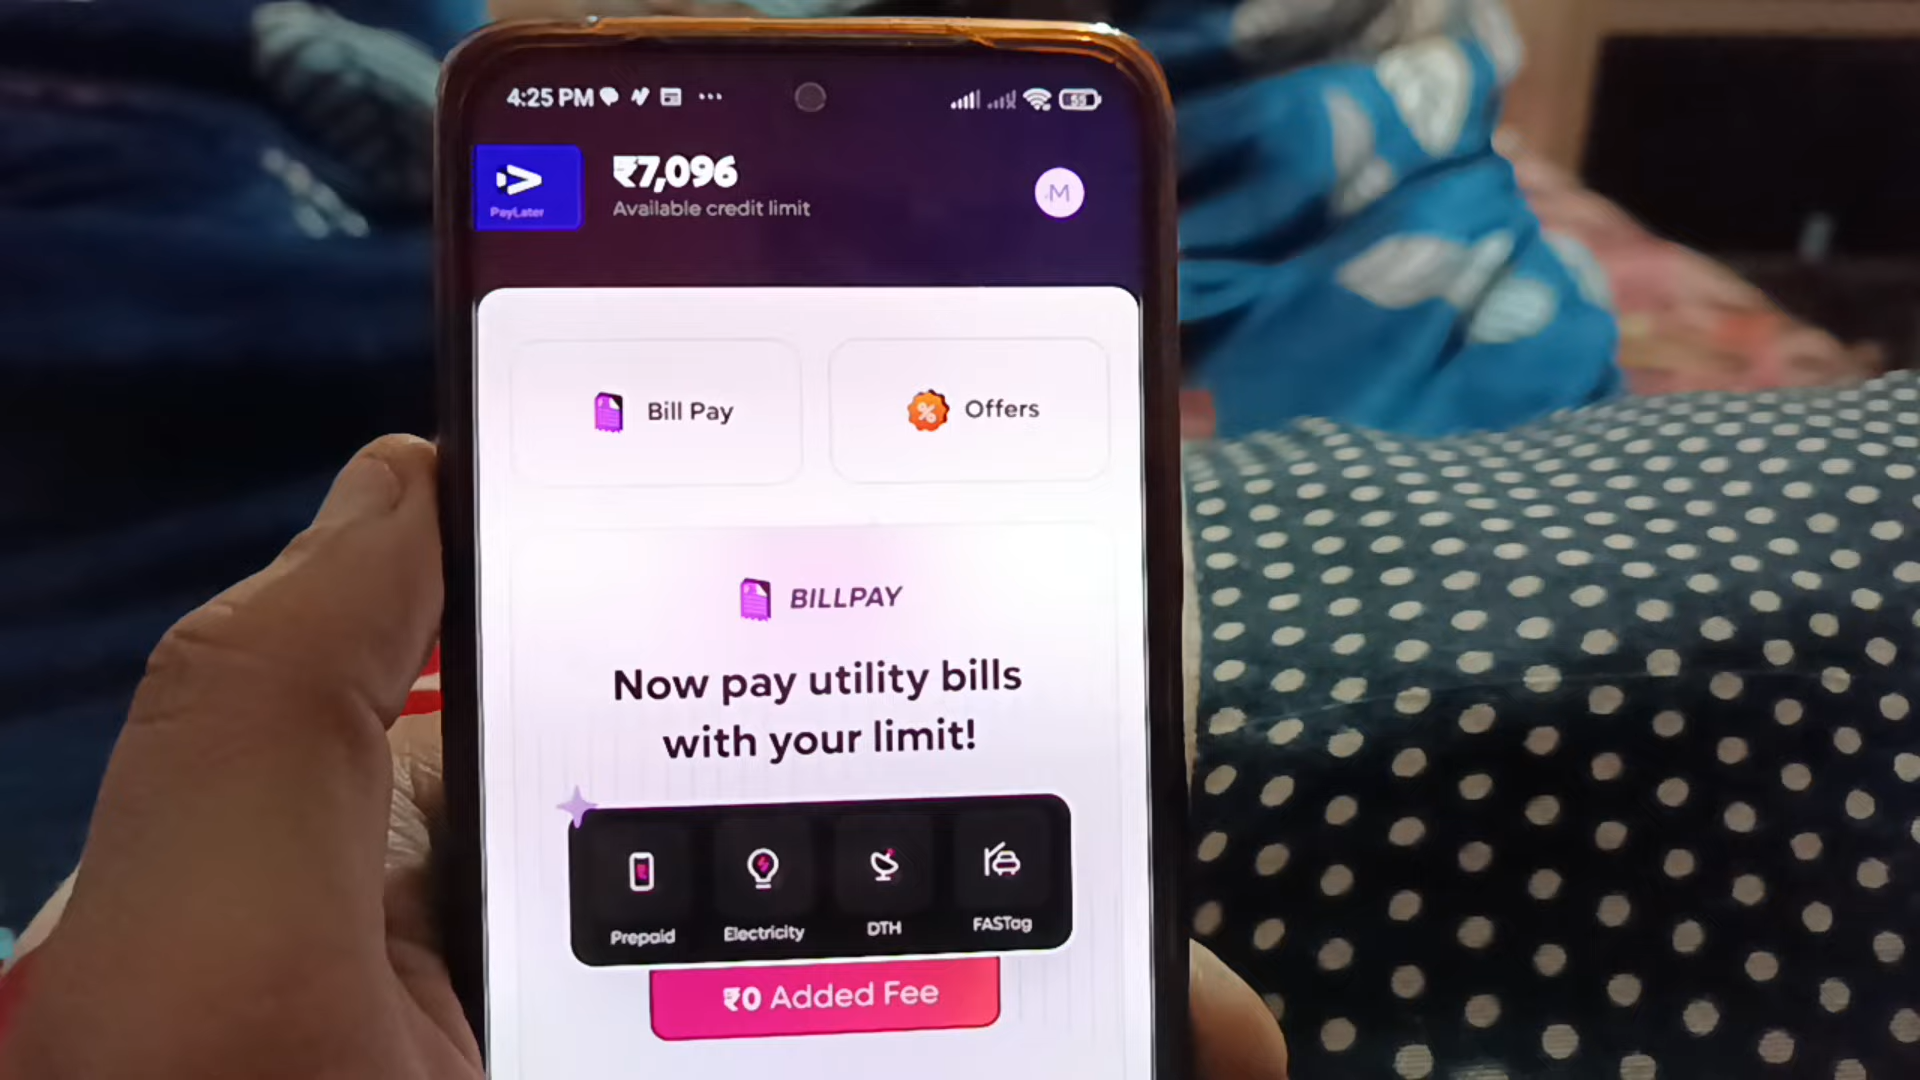 4:25 PM
55
PayLater
₹7,096
Available credit limit
M
Bill Pay
% Offers
BILLPAY
Now pay utility bills
with your limit!
Prepaid
Electricity
DTH
FASTag
₹0 Added Fee